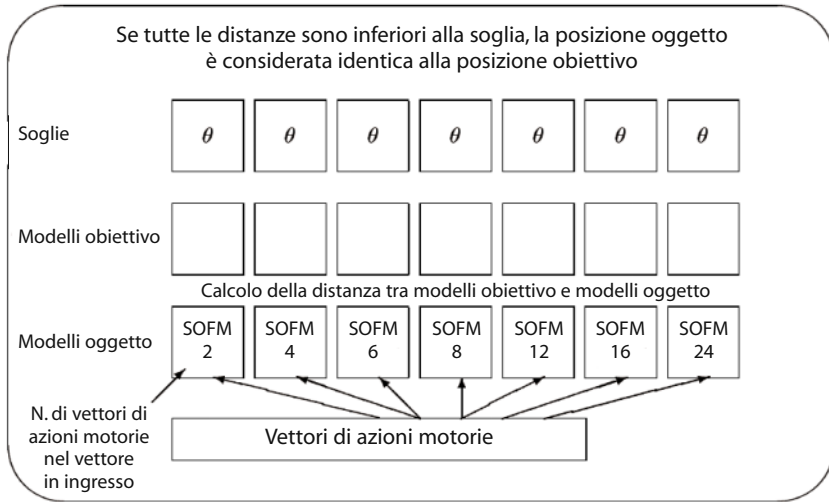 Se tutte le distanze sono inferiori alla soglia, la posizione oggetto
è considerata identica alla posizione obiettivo
Soglie
θ θ θ θ θ θ θ
Modelli obiettivo
Calcolo della distanza tra modelli obiettivo e modelli oggetto
Modelli oggetto
SOFM SOFM SOFM SOFM SOFM SOFM SOFM
2 4 6 8 12 16 24
N. di vettori di
azioni motorie
nel vettore
in ingresso
Vettori di azioni motorie